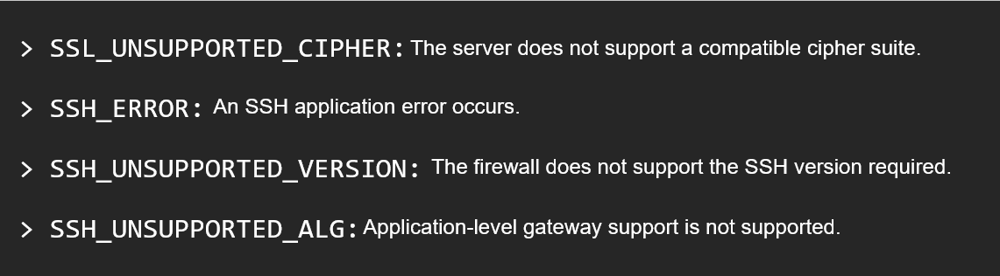 > SSL_UNSUPPORTED_CIPHER: The server does not support a compatible cipher suite.
> SSH_ERROR: An SSH application error occurs.
> SSH_UNSUPPORTED_VERSION: The firewall does not support the SSH version required.
> SSH_UNSUPPORTED_ALG: Application-level gateway support is not supported.